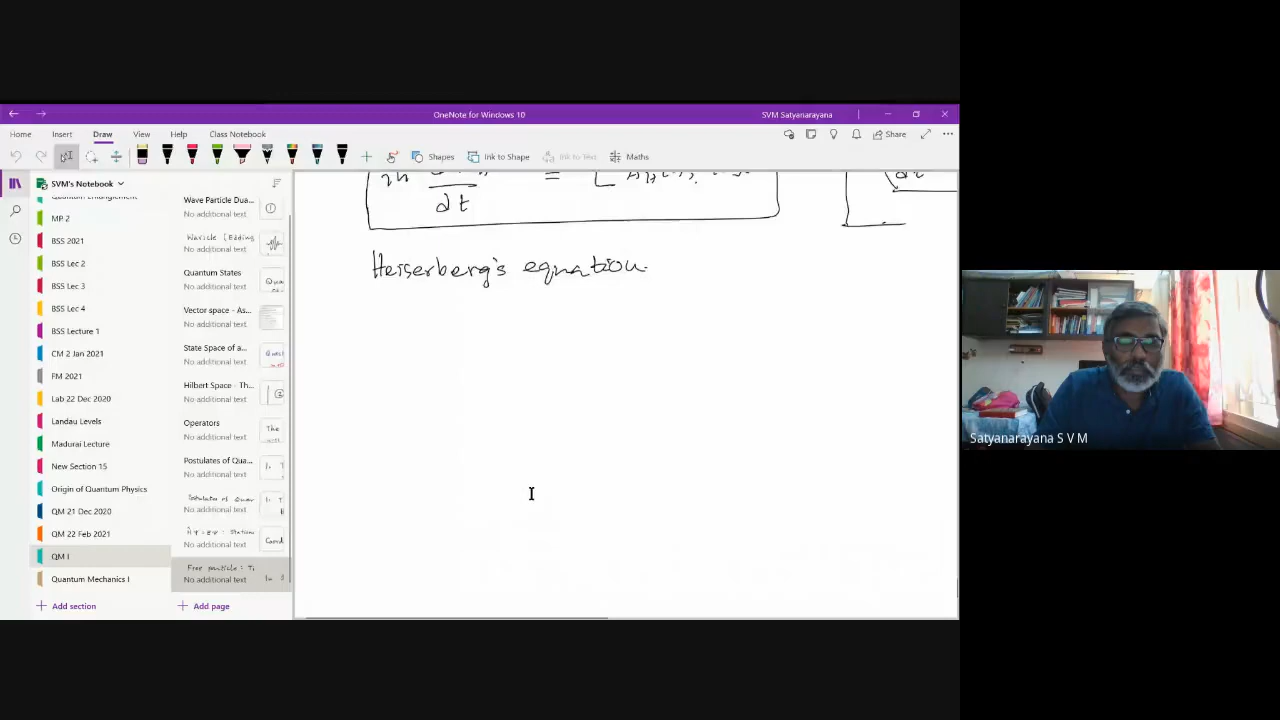 OneNote for Windows 10
SVM Satyanarayana
Home
Insert
Draw
View
Help
Class Notebook
Share
Shapes
Ink to Shape
Ink to Text
Maths
SVM's Notebook
MP 2
BSS 2021
BSS Lec 2
BSS Lec 3
BSS Lec 4
BSS Lecture 1
CM 2 Jan 2021
FM 2021
Lab 22 Dec 2020
Landau Levels
Madurai Lecture
New Section 15
Origin of Quantum Physics
QM 21 Dec 2020
QM 22 Feb 2021
QM I
Quantum Mechanics I
Add section
Wave Particle Dua...
No additional text
No additional text
Quantum States
No additional text
Vector space - As...
No additional text
State Space of a...
No additional text
Hilbert Space - Th...
No additional text
Operators
No additional text
Postulates of Qua...
No additional text
No additional text
No additional text
Free particle : Ti
No additional text
Add page
dt
Heiserberg's equation
Satyanarayana S V M